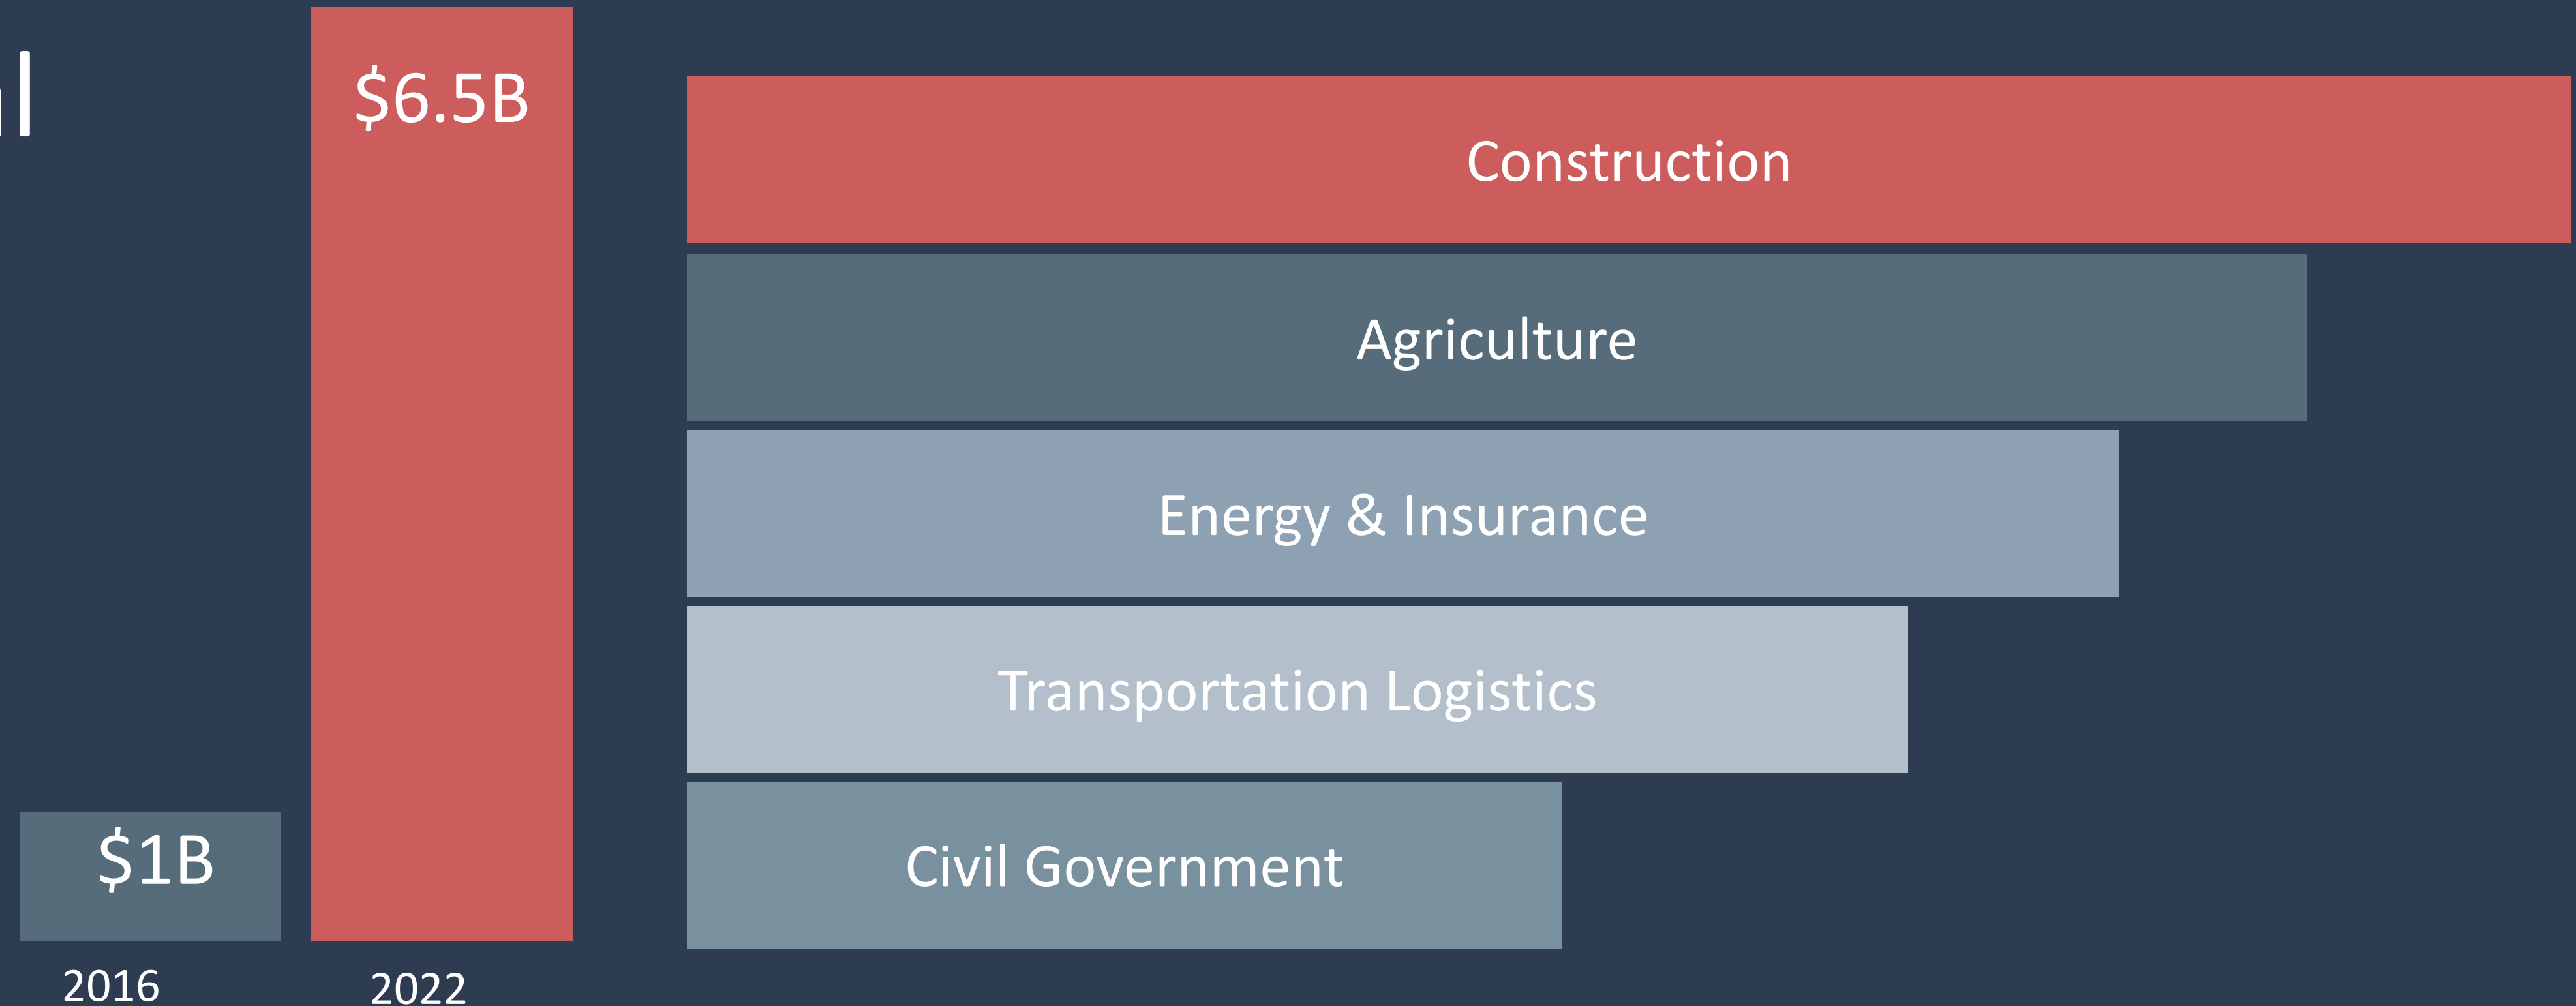 $6.5B
Construction
Agriculture
Energy & Insurance
Transportation Logistics
$1B
Civil Government
2016
2022